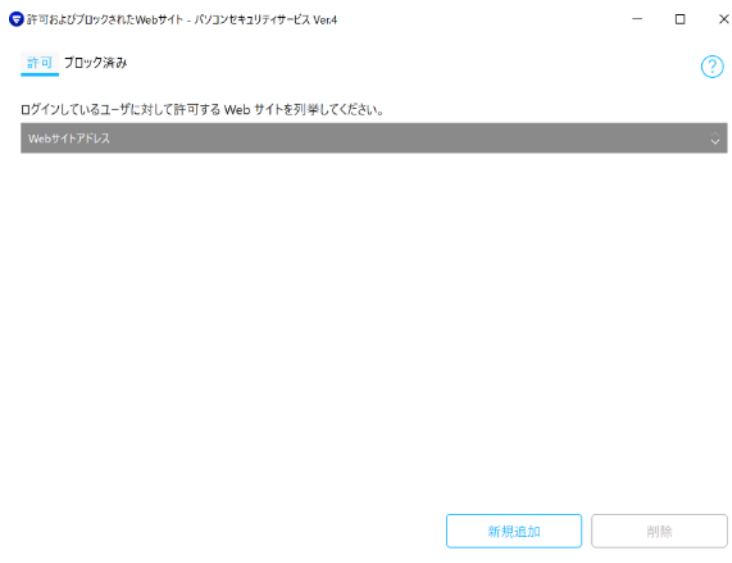 許可およびブロックされたWebサイト - パソコンセキュリティサービス Ver.4
許可 ブロック済み
?
ログインしているユーザに対して許可する Web サイトを列挙してください。
Webサイトアドレス
新規追加 削除